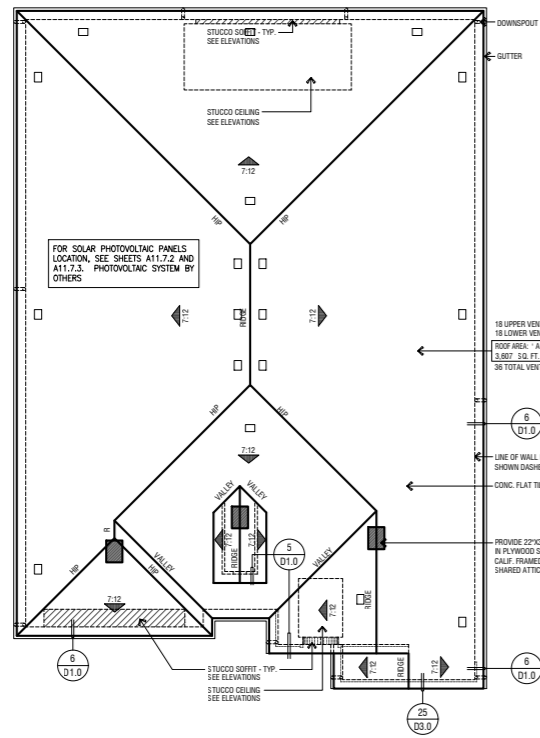 STUCCO SOFFIT - TYP.
SEE ELEVATIONS
DOWNSPOUT
GUTTER
STUCCO CEILING
SEE ELEVATIONS
7:12
HIP
HIP
FOR SOLAR PHOTOVOLTAIC PANELS
LOCATION, SEE SHEETS A11.7.2 AND
A11.7.3. PHOTOVOLTAIC SYSTEM BY
OTHERS
7:12
RIDGE
7:12
18 UPPER VEN
18 LOWER VEN
ROOF AREA: ' A
3,607 SQ. FT.
36 TOTAL VENT
HIP
HIP
6
D1.0
7:12
LINE OF WALL
SHOWN DASHE
VALLEY
VALLEY
CONC. FLAT TI
R
7:12
7:12
RIDGE
5
D1.0
PROVIDE 22"X
IN PLYWOOD S
CALIF. FRAMED
SHARED ATTIC
HIP
HIP
VALLEY
VALLEY
7:12
7:12
RIDGE
6
D1.0
STUCCO SOFFIT - TYP.
SEE ELEVATIONS
STUCCO CEILING
SEE ELEVATIONS
7:12
RIDGE
7:12
6
D1.0
25
D3.0